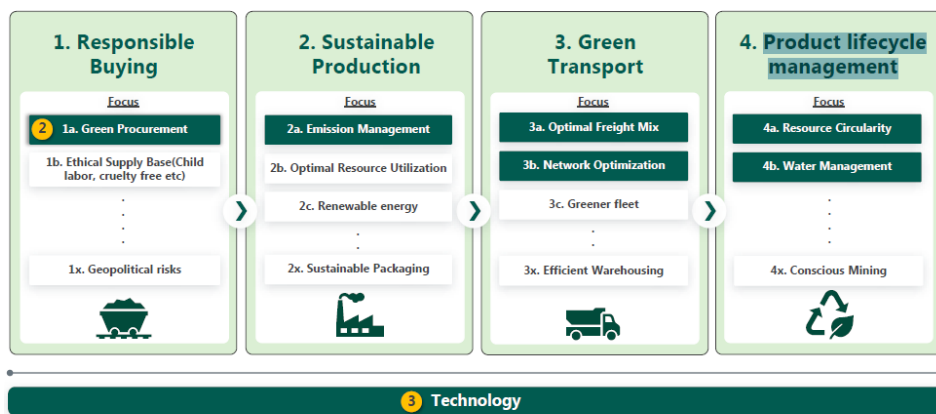 1. Responsible
Buying
Focus
2
1a. Green Procurement
1b. Ethical Supply Base(Child
labor, cruelty free etc)
1x. Geopolitical risks
2. Sustainable
Production
Focus
2a. Emission Management
2b. Optimal Resource Utilization
2c. Renewable energy
2x. Sustainable Packaging
3. Green
Transport
Focus
3a. Optimal Freight Mix
3b. Network Optimization
3c. Greener fleet
3x. Efficient Warehousing
4. Product lifecycle
management
Focus
4a. Resource Circularity
4b. Water Management
4x. Conscious Mining
3 Technology